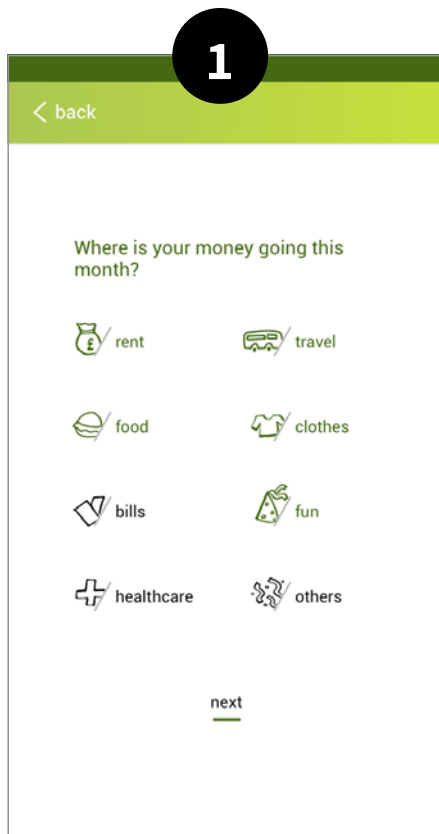 1
back
Where is your money going this
month?
£ rent
travel
food
clothes
bills
fun
healthcare
others
next